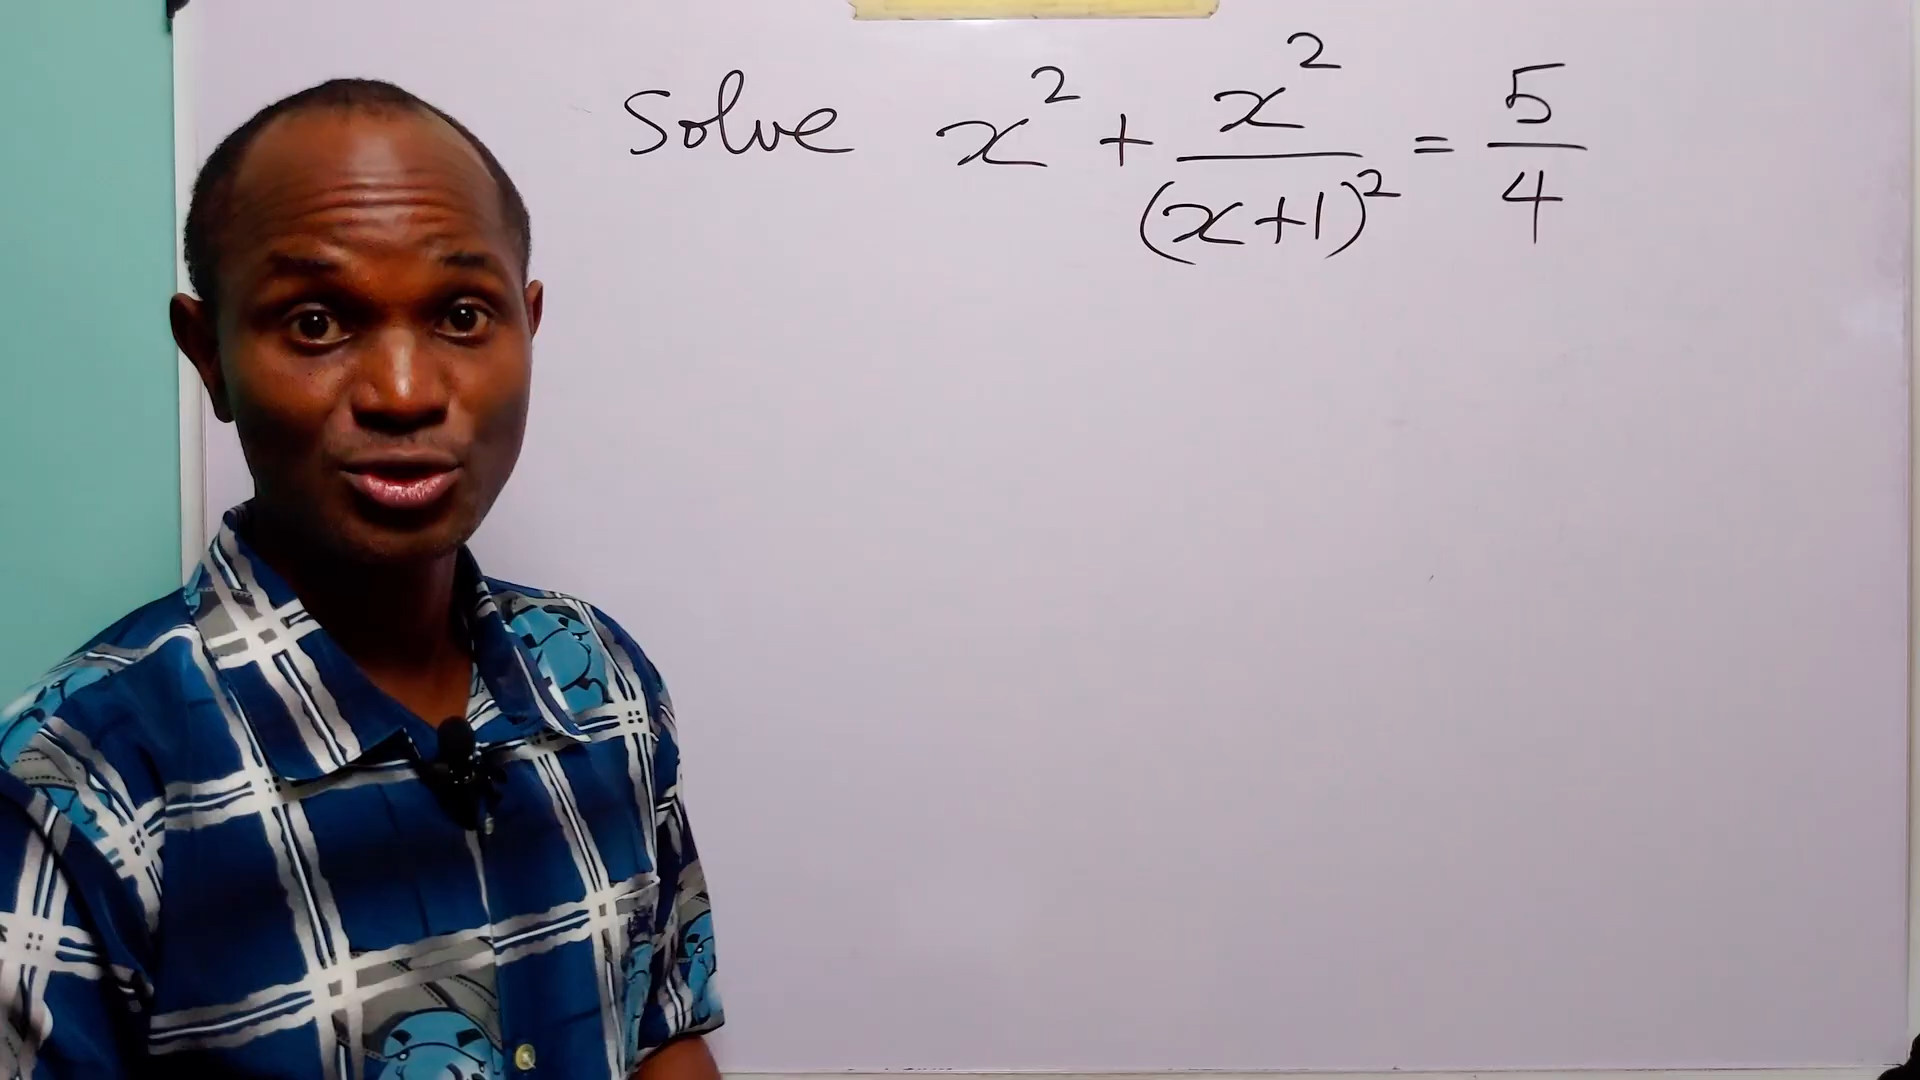 Solve x² + x²/(x+1)² = 5/4